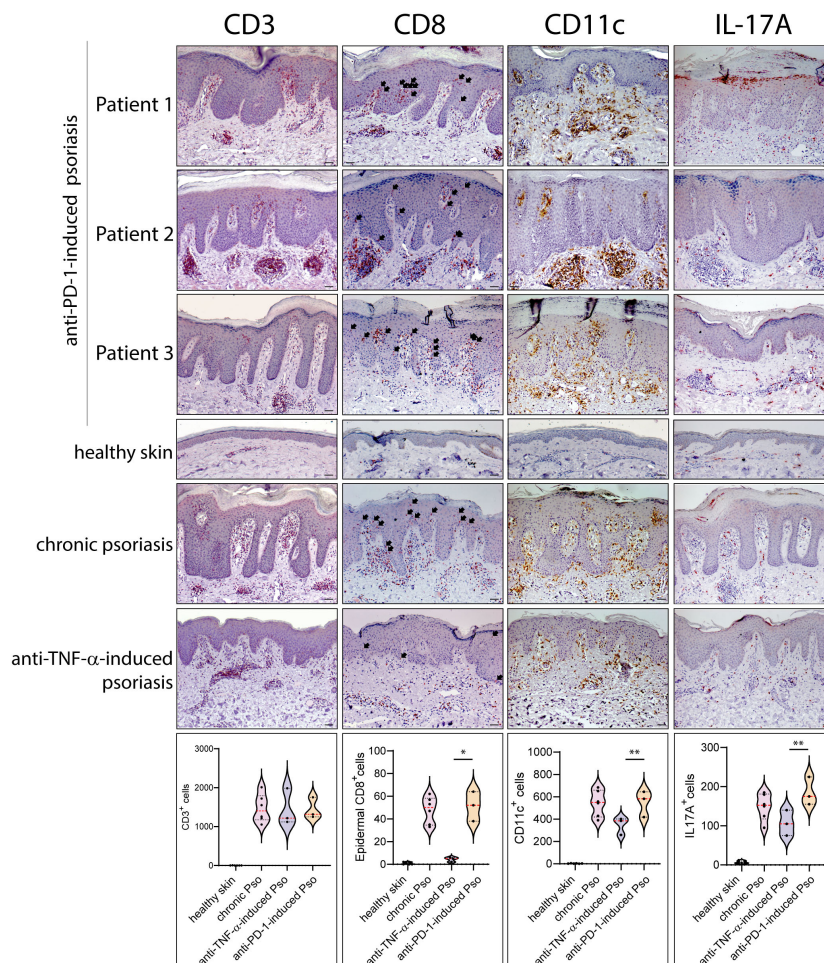 CD3 CD8 CD11c IL-17A
anti-PD-1-induced psoriasis
Patient 1
Patient 2
Patient 3
healthy skin
chronic psoriasis
anti-TNF-α-induced
psoriasis
CD3⁺ cells
3000
2000
1000
0
healthy skin
chronic Pso
anti-TNF-α-induced Pso
anti-PD-1-induced Pso
Epidermal CD8⁺cells
100
80
60
40
20
0
*
healthy skin
chronic Pso
anti-TNF-α-induced Pso
anti-PD-1-induced Pso
CD11c⁺ cells
1000
800
600
400
200
0
**
healthy skin
chronic Pso
anti-TNF-α-induced Pso
anti-PD-1-induced Pso
IL17A⁺ cells
300
200
100
0
**
healthy skin
chronic Pso
anti-TNF-α-induced Pso
anti-PD-1-induced Pso